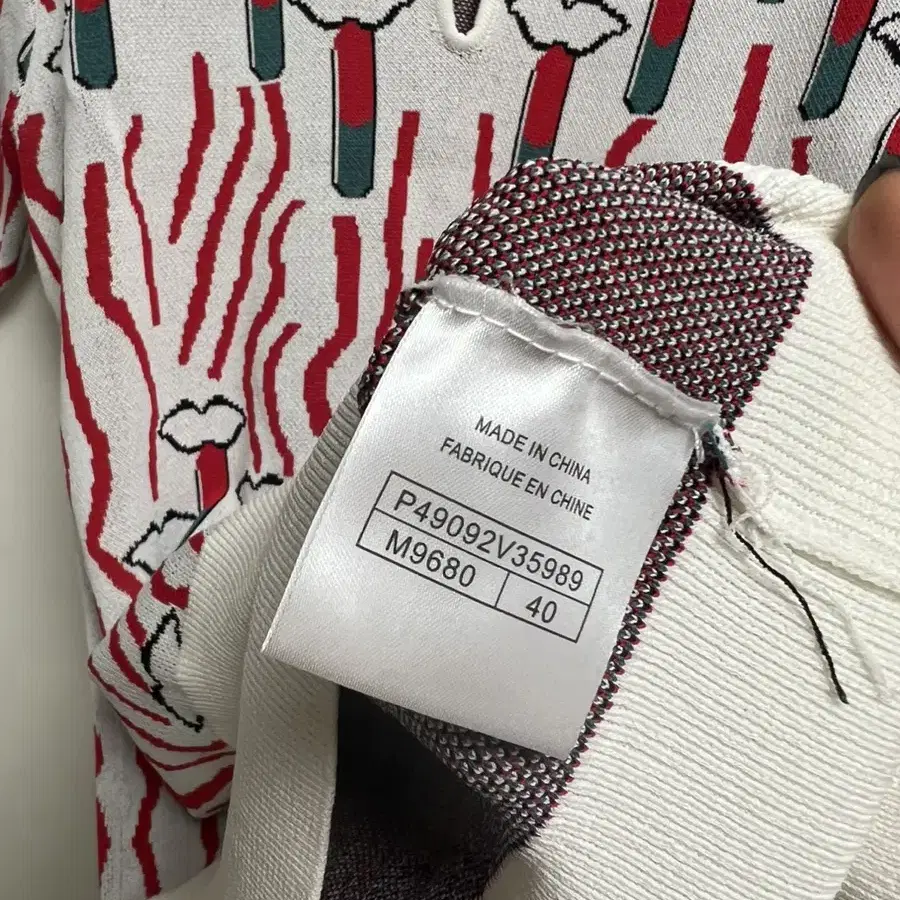 MADE IN CHINA
FABRIQUE EN CHINE
P49092V35989
M9680 40